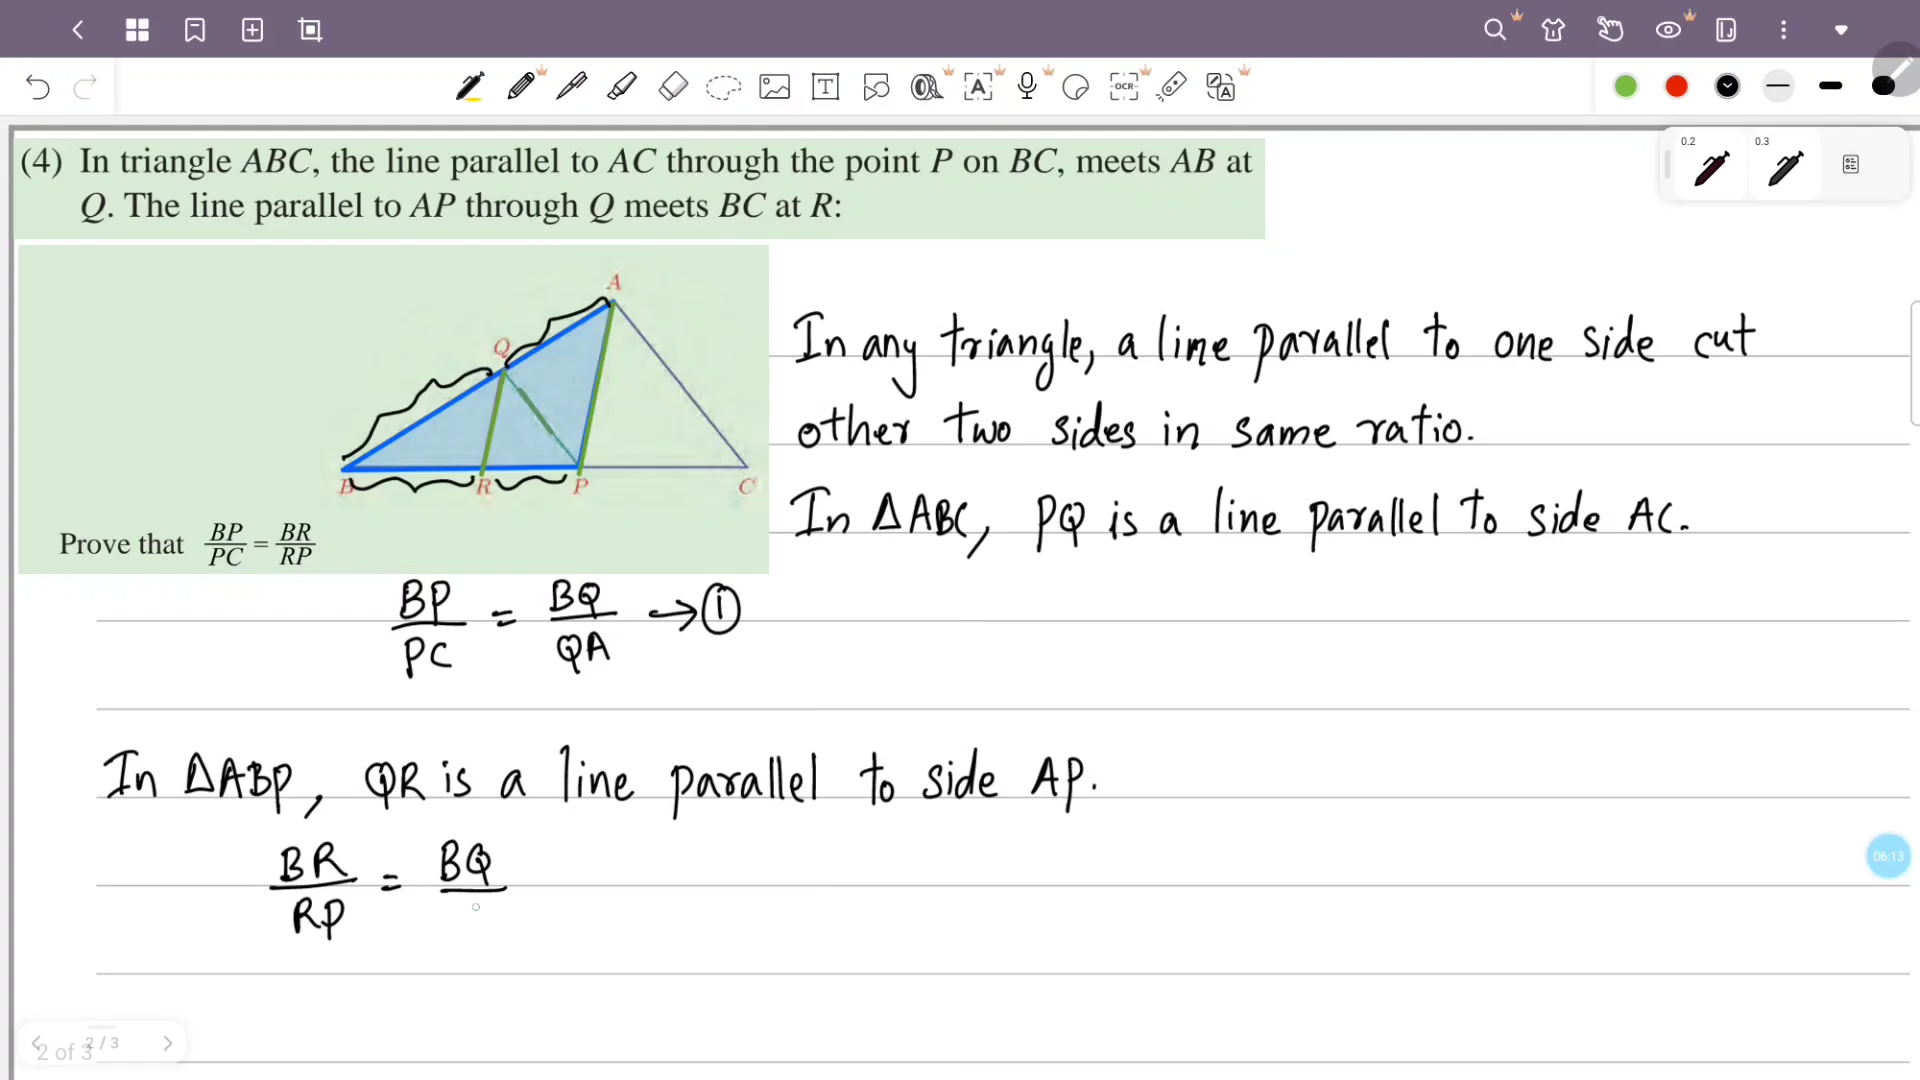 0.2
0.3
OCR
(4) In triangle ABC, the line parallel to AC through the point P on BC, meets AB at
Q. The line parallel to AP through Q meets BC at R:
A
Q
B
R
P
C
Prove that BP/PC = BR/RP
In any triangle, a line parallel to one side cut
other two sides in same ratio.
In ΔABC, PQ is a line parallel to side AC.
BP/PC = BQ/QA → ①
In ΔABP, QR is a line parallel to side AP.
BR/RP = BQ/
06:13
2 / 3
2 of 3